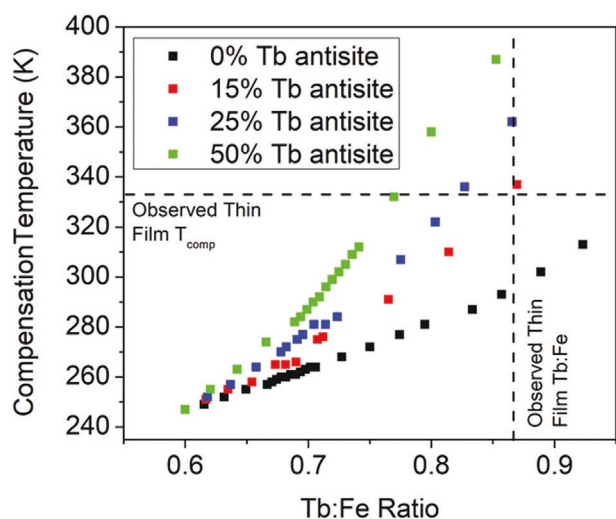 400
380
360
340
320
300
280
260
240
CompensationTemperature (K)
0% Tb antisite
15% Tb antisite
25% Tb antisite
50% Tb antisite
Observed Thin
Film Tcomp
Observed Thin
Film Tb:Fe
0.6 0.7 0.8 0.9
Tb:Fe Ratio